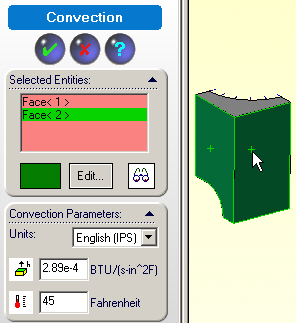 Convection
?
Selected Entities:
Face< 1 >
Face< 2 >
Edit...
Convection Parameters:
Units: English (IPS)
h 2.89e-4 BTU/(s-in^2F)
45 Fahrenheit